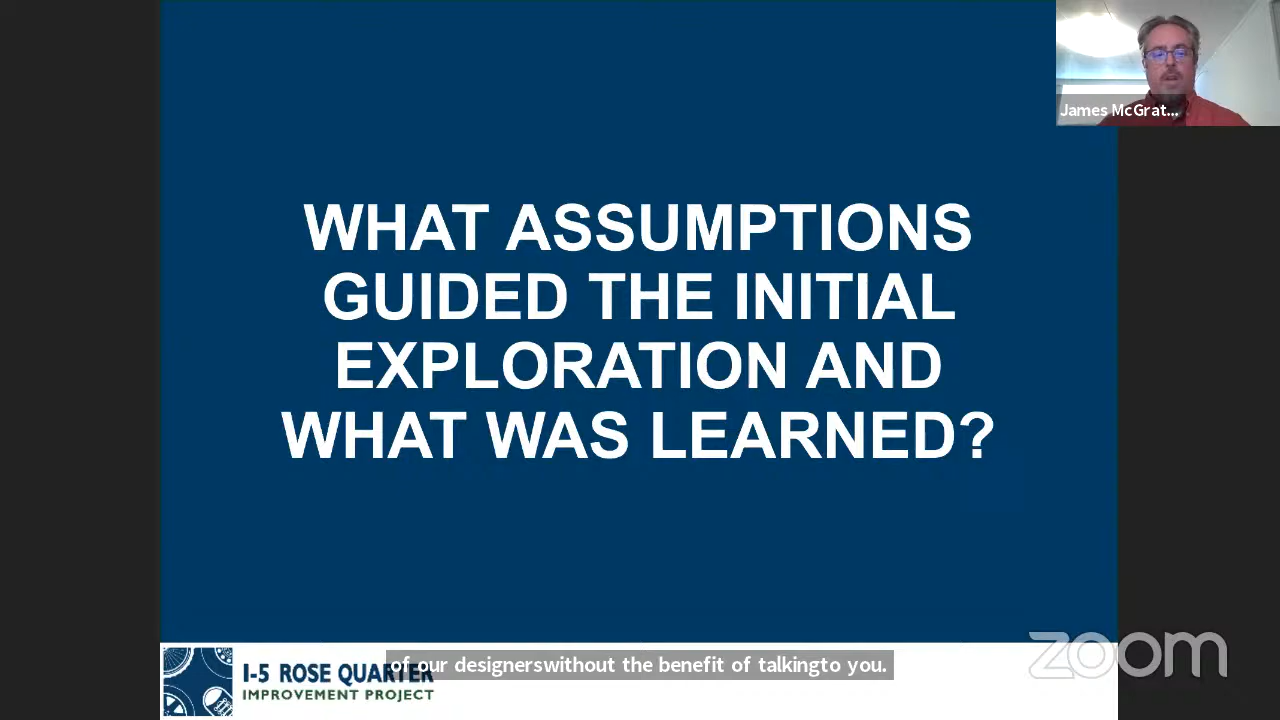 James McGrat...
WHAT ASSUMPTIONS
GUIDED THE INITIAL
EXPLORATION AND
WHAT WAS LEARNED?
I-5 ROSE QUARTER
IMPROVEMENT PROJECT
of our designerswithout the benefit of talkingto you.
zoom